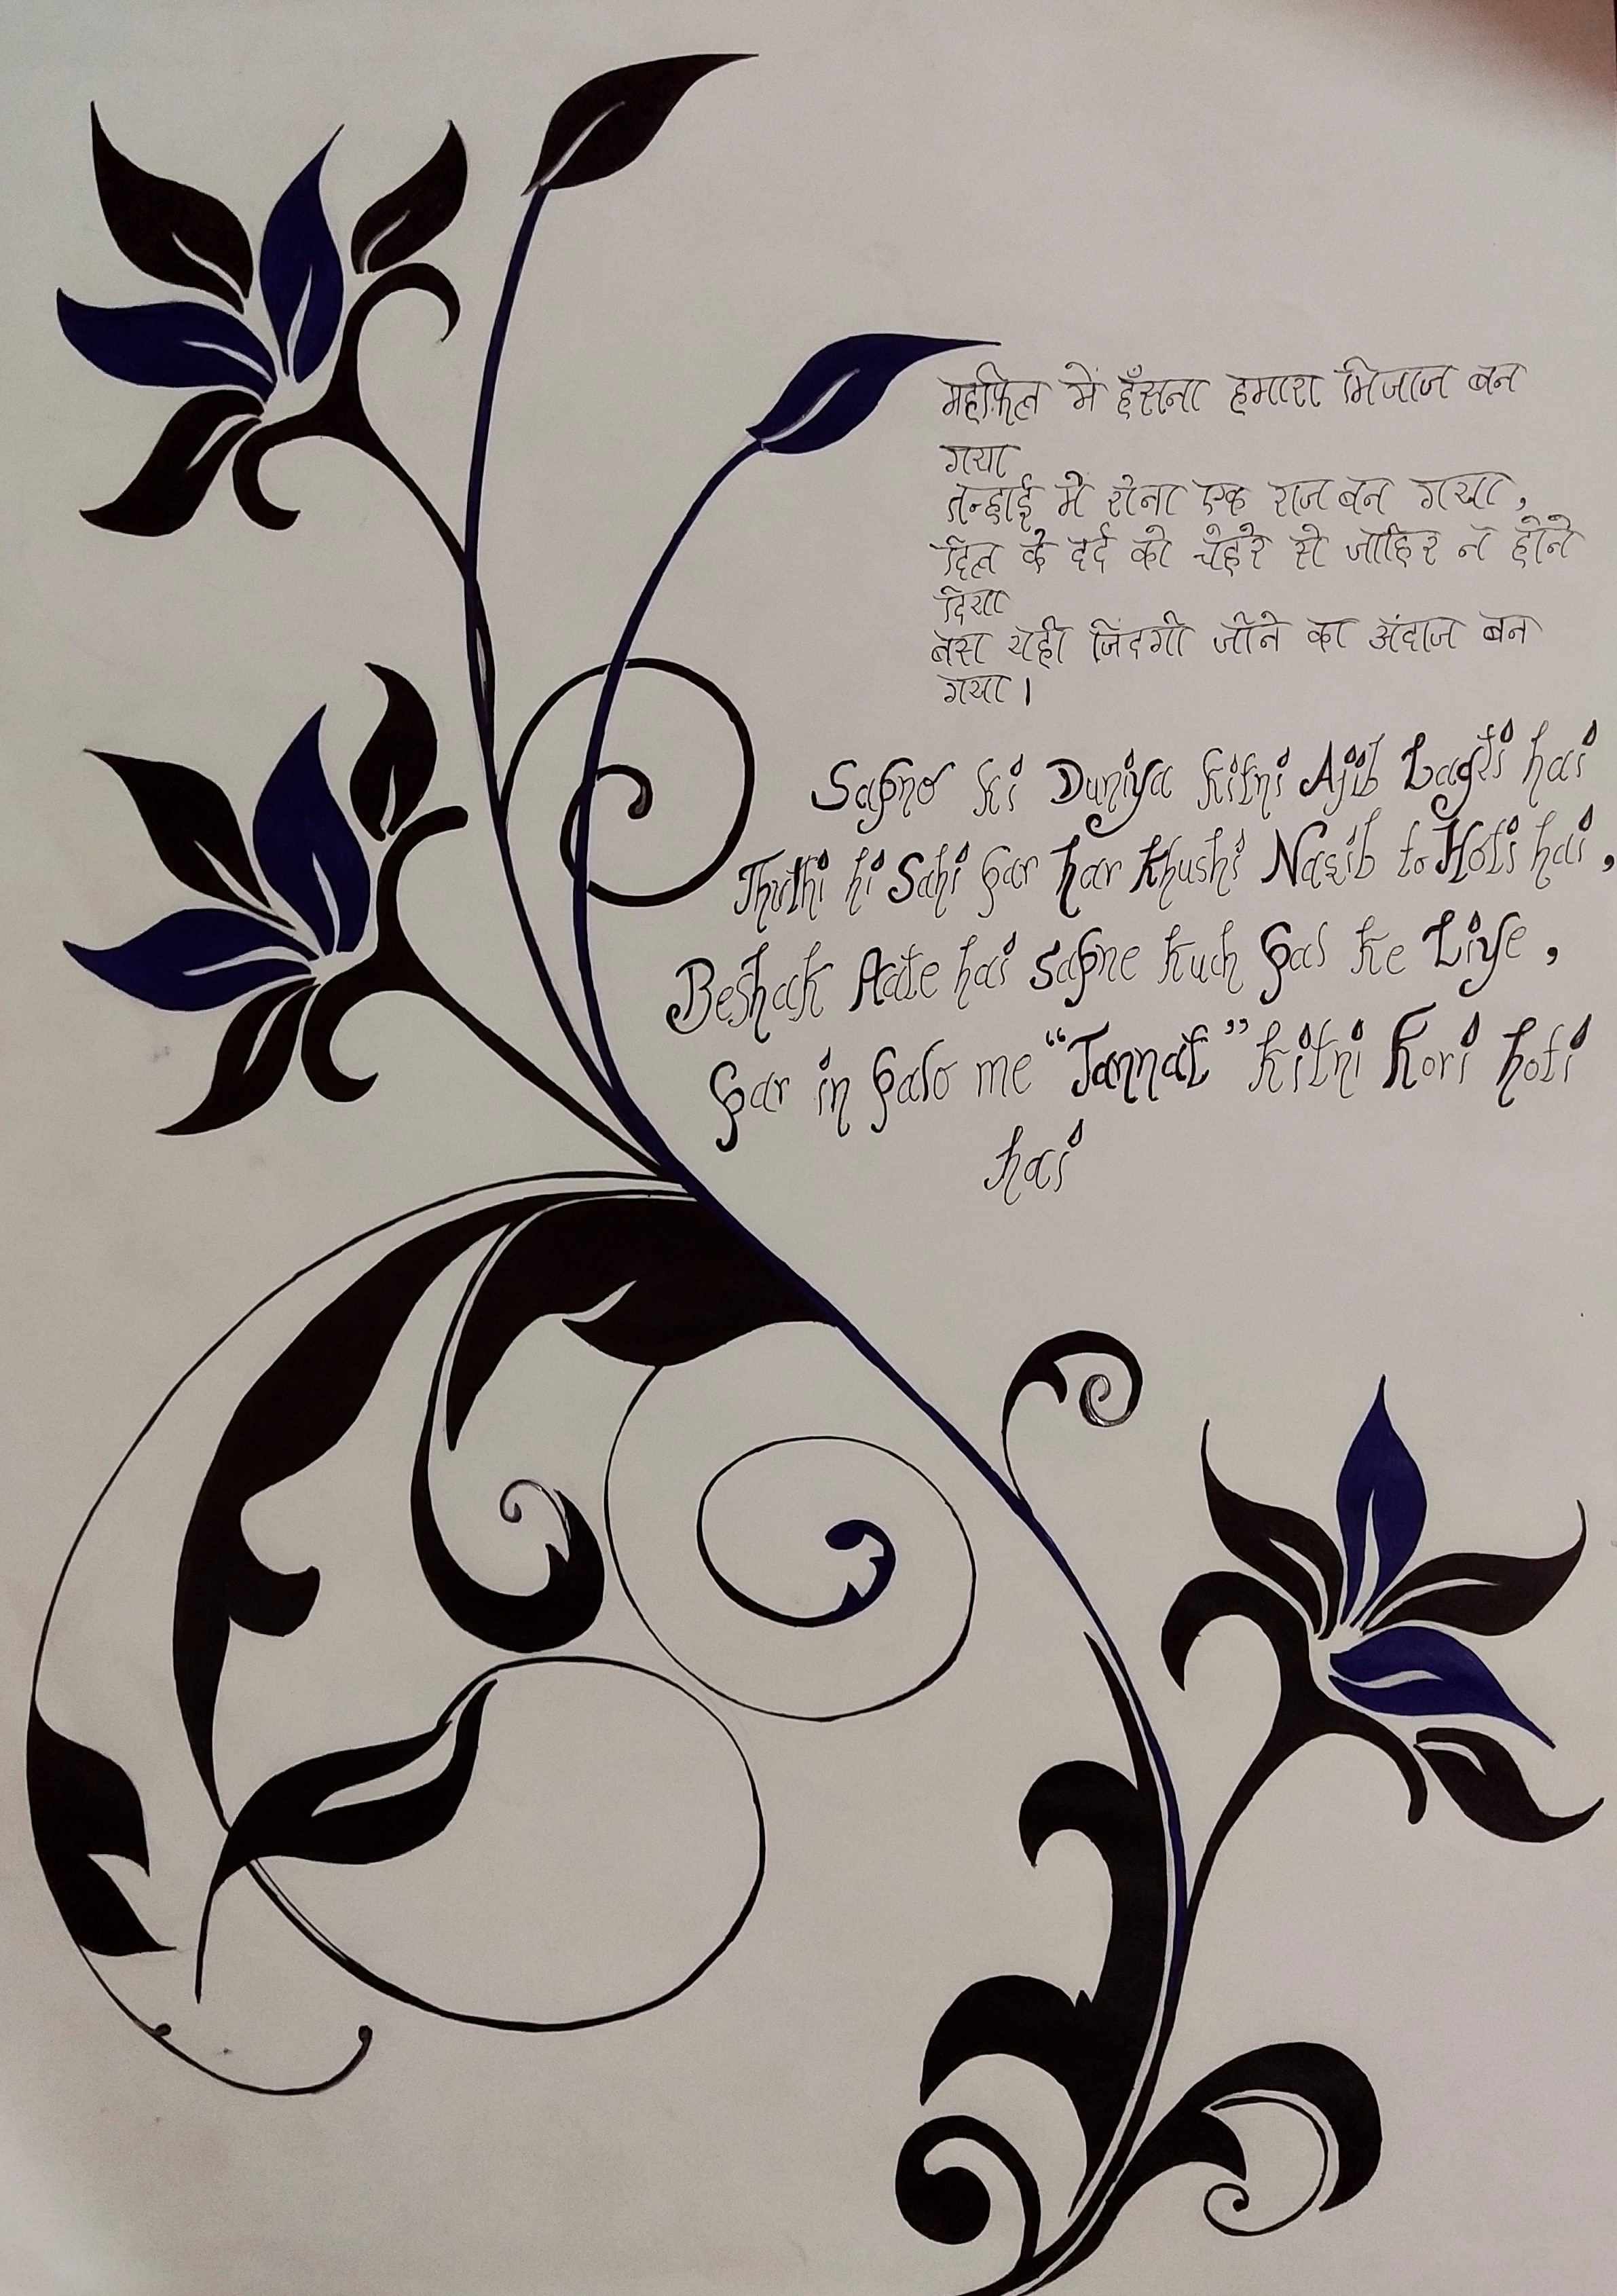 महफ़िल में हँसना हमारा मिजाज बन
गया
तन्हाई में रोना एक राज बन गया,
दिल के दर्द को चेहरे से जाहिर न होने
दिया
बस यही जिंदगी जीने का अंदाज बन
गया।
Sapno ki Duniya kitni Ajib Lagti hai
Jhuthi hi Sahi par har khushi Nasib to Hoti hai,
Beshak Aate hai sapne kuch pal ke Liye,
par in palo me “Jannat” kitni Kori hoti
hai